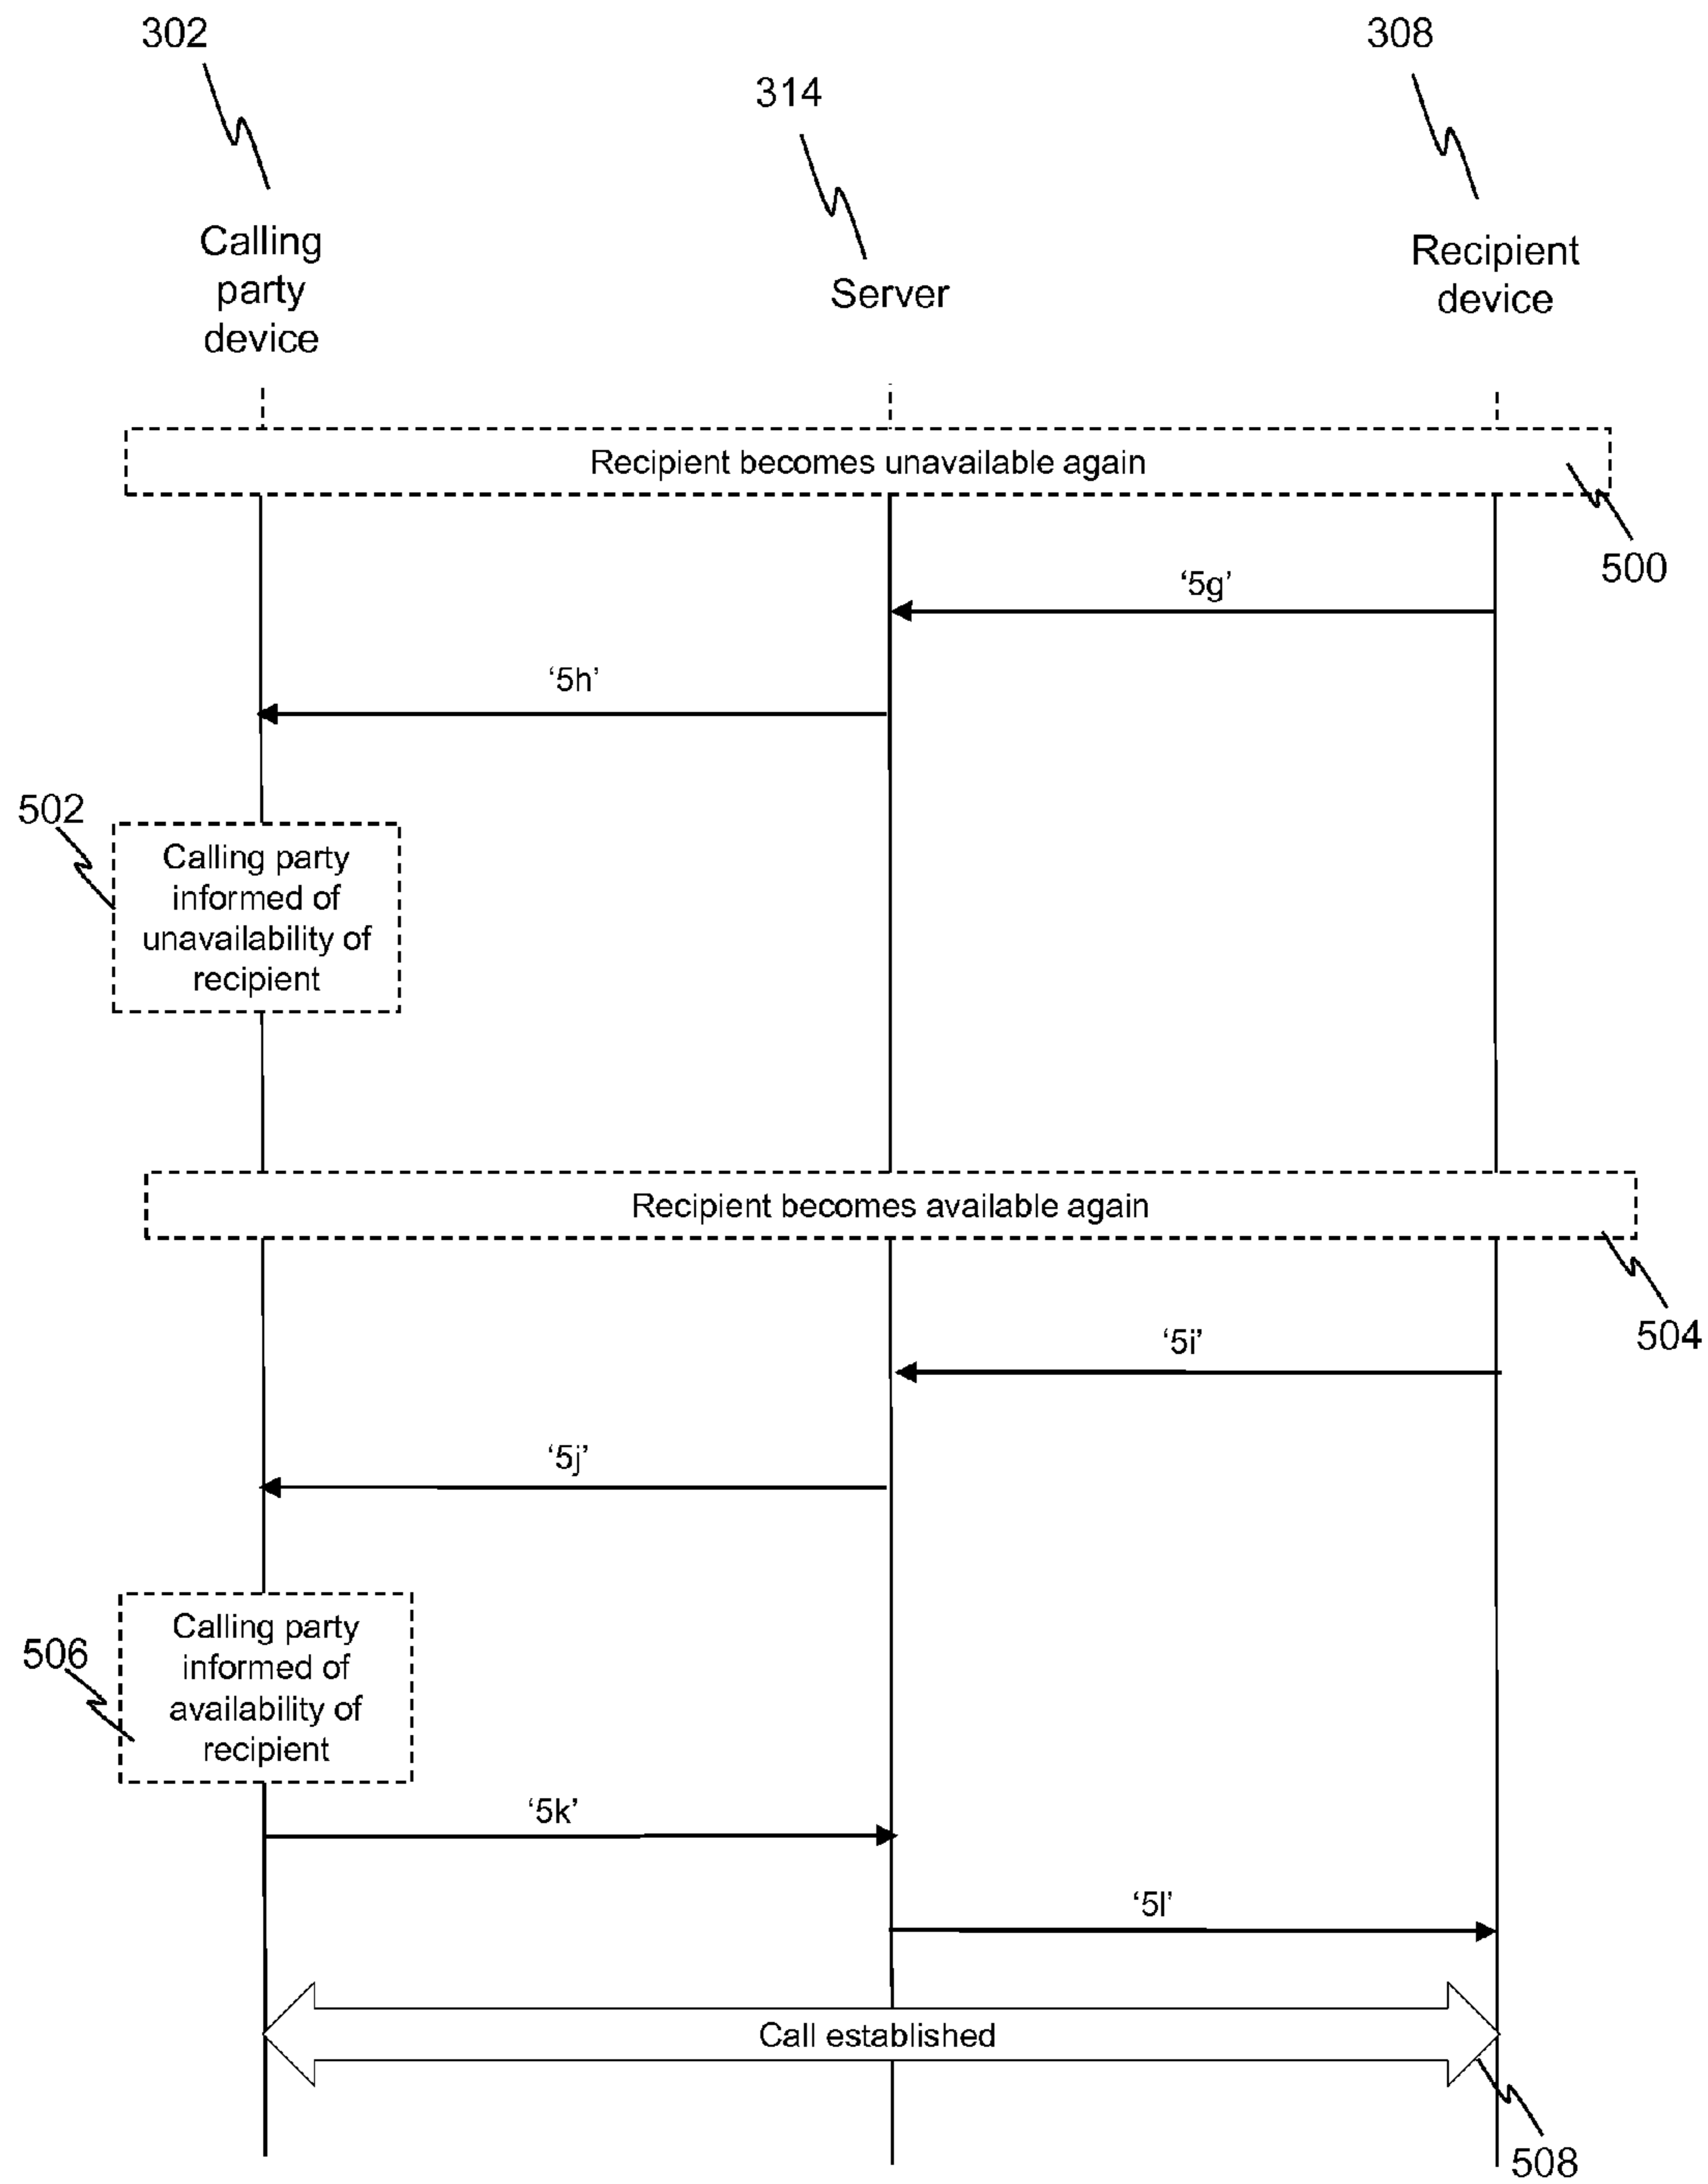 302
308
314
Calling
party
device
Server
Recipient
device
Recipient becomes unavailable again
500
‘5g’
‘5h’
502
Calling party
informed of
unavailability of
recipient
Recipient becomes available again
504
‘5i’
‘5j’
506
Calling party
informed of
availability of
recipient
‘5k’
‘5l’
Call established
508